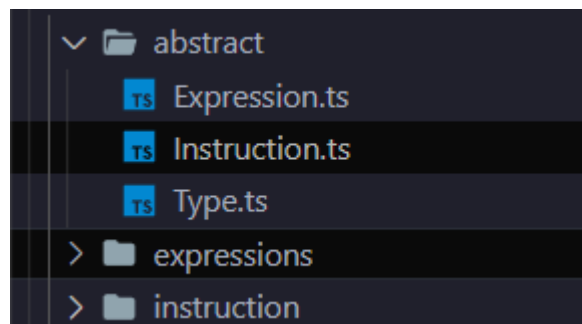 abstract
TS Expression.ts
TS Instruction.ts
TS Type.ts
expressions
instruction